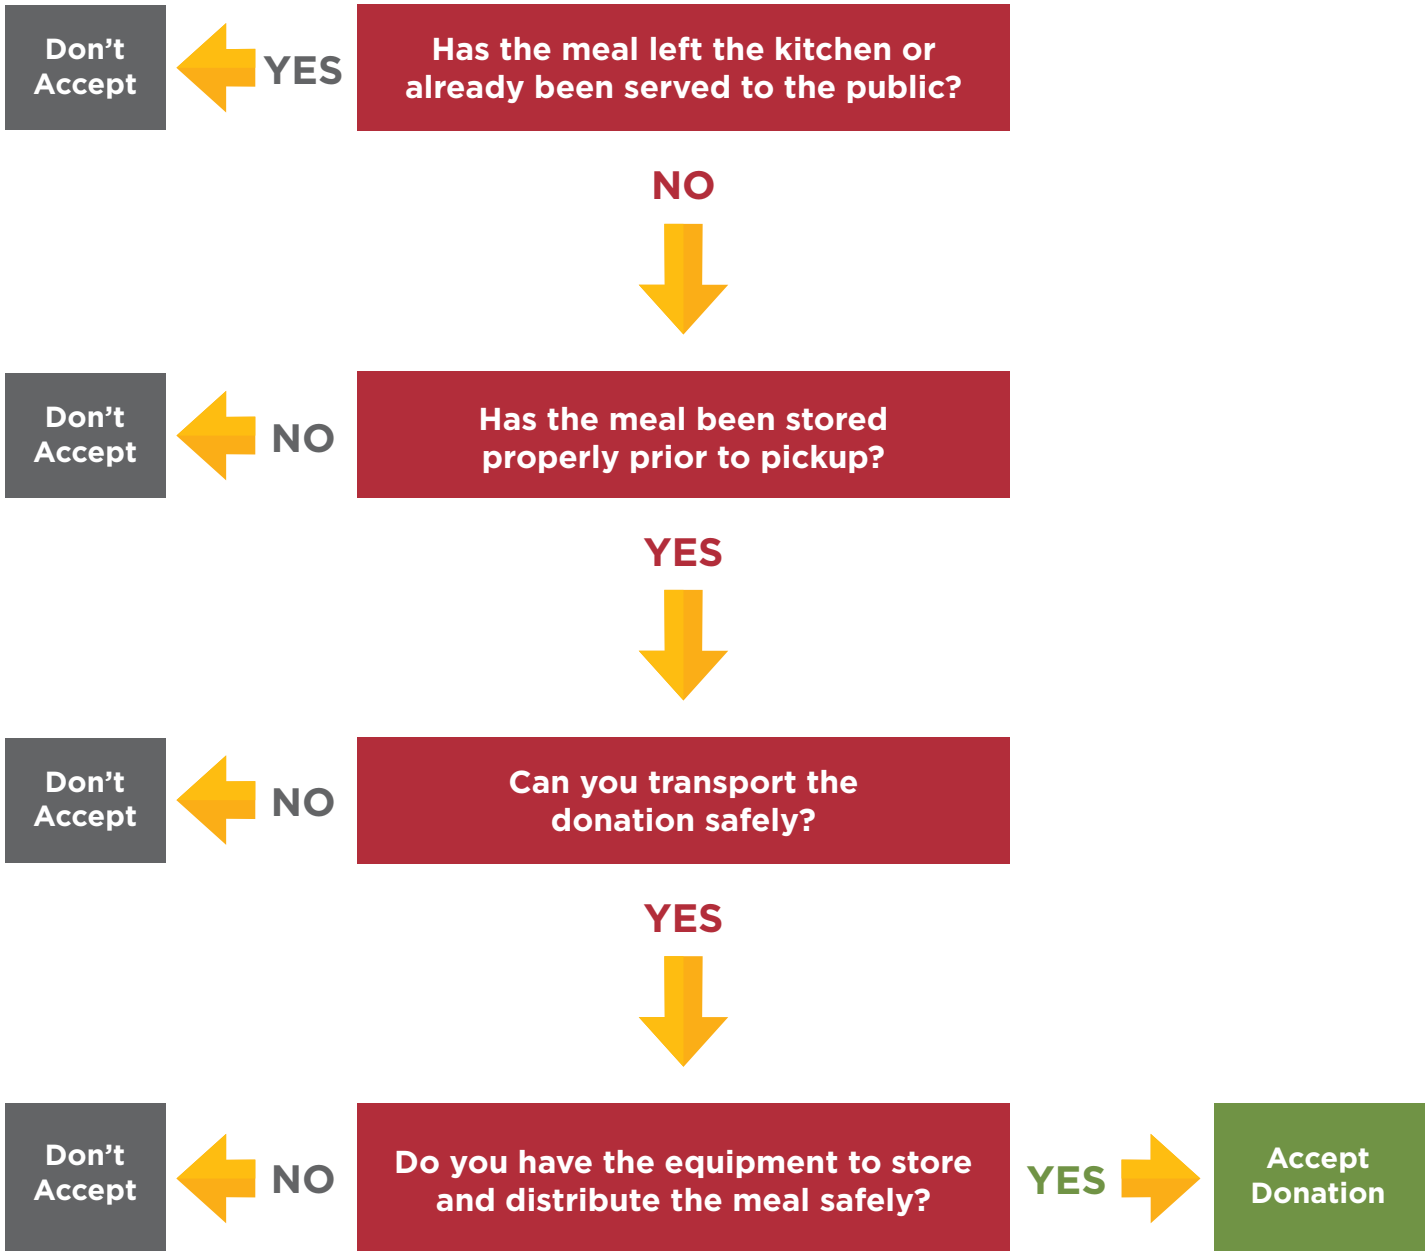 Don't
Accept
YES
Has the meal left the kitchen or
already been served to the public?
NO
Don't
Accept
NO
Has the meal been stored
properly prior to pickup?
YES
Don't
Accept
NO
Can you transport the
donation safely?
YES
Don't
Accept
NO
Do you have the equipment to store
and distribute the meal safely?
YES
Accept
Donation